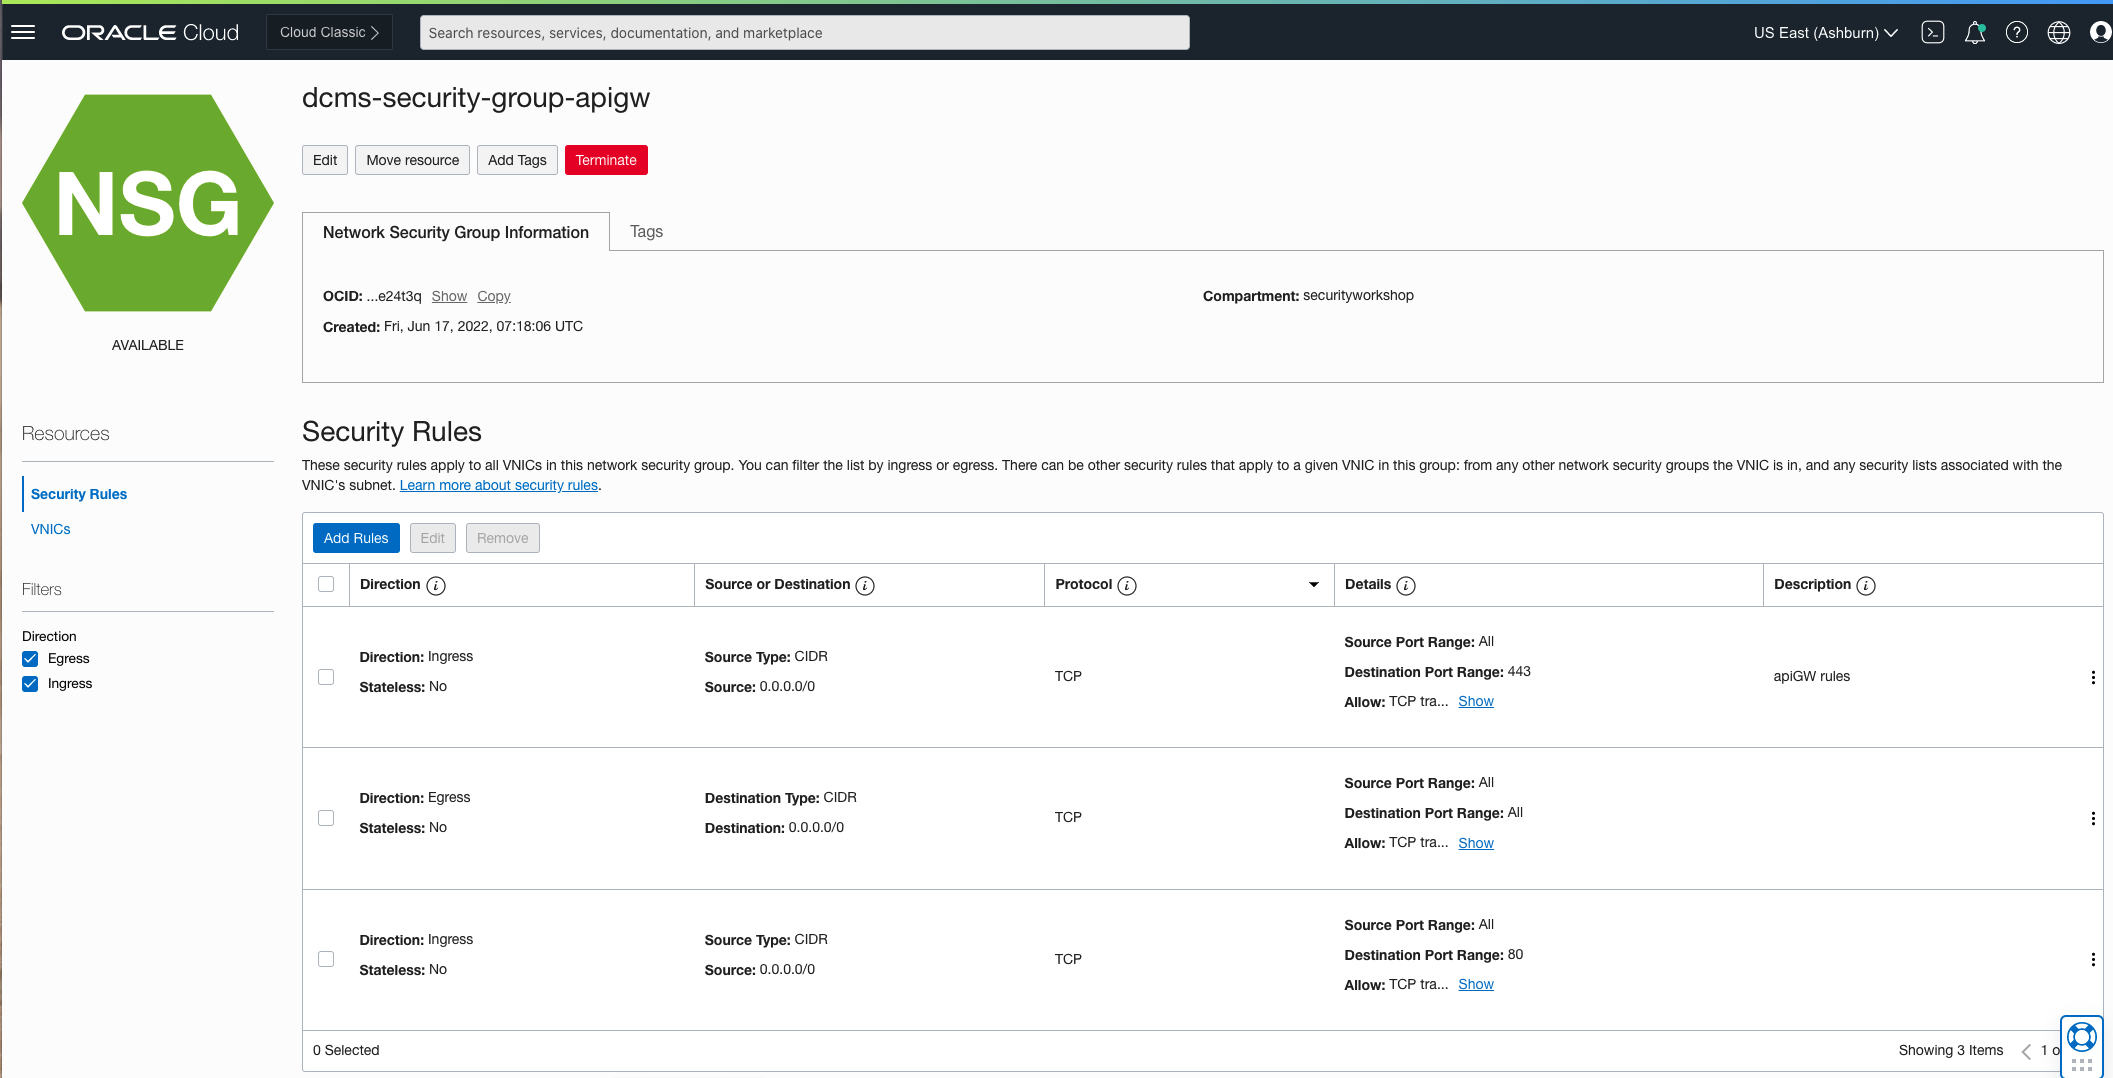 ORACLE Cloud
Cloud Classic
Search resources, services, documentation, and marketplace
US East (Ashburn)
NSG
AVAILABLE
dcms-security-group-apigw
Edit
Move resource
Add Tags
Terminate
Network Security Group Information
Tags
OCID: ...e24t3q Show Copy
Compartment: securityworkshop
Created: Fri, Jun 17, 2022, 07:18:06 UTC
Resources
Security Rules
VNICs
Filters
Direction
Egress
Ingress
Security Rules
These security rules apply to all VNICs in this network security group. You can filter the list by ingress or egress. There can be other security rules that apply to a given VNIC in this group: from any other network security groups the VNIC is in, and any security lists associated with the
VNIC's subnet. Learn more about security rules.
Add Rules
Edit
Remove
Direction
Source or Destination
Protocol
Details
Description
Direction: Ingress
Stateless: No
Source Type: CIDR
Source: 0.0.0.0/0
TCP
Source Port Range: All
Destination Port Range: 443
Allow: TCP tra... Show
apiGW rules
Direction: Egress
Stateless: No
Destination Type: CIDR
Destination: 0.0.0.0/0
TCP
Source Port Range: All
Destination Port Range: All
Allow: TCP tra... Show
Direction: Ingress
Stateless: No
Source Type: CIDR
Source: 0.0.0.0/0
TCP
Source Port Range: All
Destination Port Range: 80
Allow: TCP tra... Show
0 Selected
Showing 3 Items
1 o